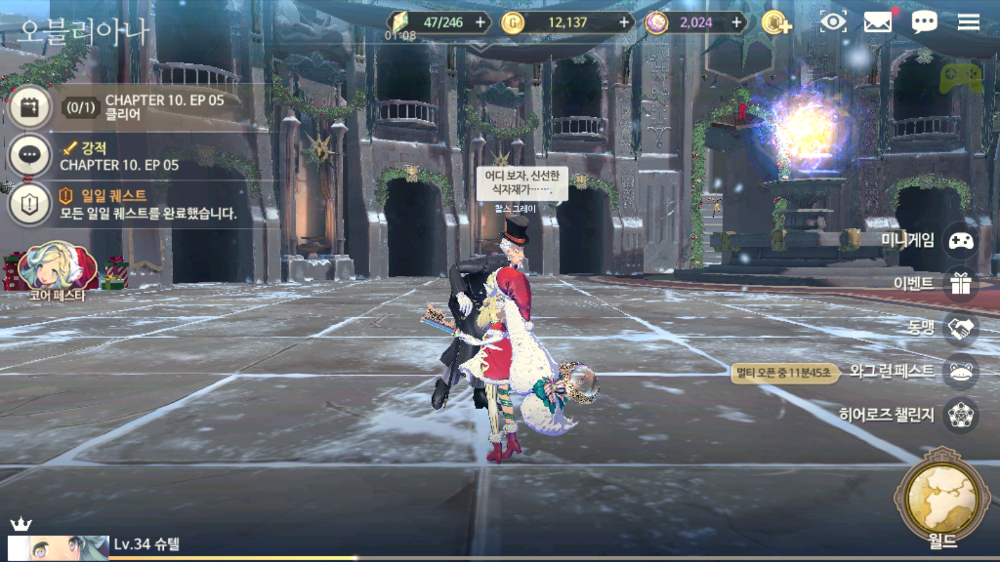 오블리아나
47/246
01:08
12,137
2,024
(0/1)
CHAPTER 10. EP 05
클리어
강적
CHAPTER 10. EP 05
일일 퀘스트
모든 일일 퀘스트를 완료했습니다.
코어 페스타
어디 보자, 신선한
식자재가⋯⋯.
찰스 그레이
미니게임
이벤트
동맹
멀티 오픈 중 11분45초
와그런 페스트
히어로즈 챌린지
월드
Lv.34 슈텔